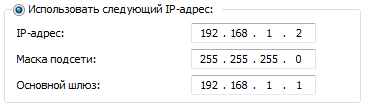 Использовать следующий IP-адрес:
IP-адрес: 192 . 168 . 1 . 2
Маска подсети: 255 . 255 . 255 . 0
Основной шлюз: 192 . 168 . 1 . 1